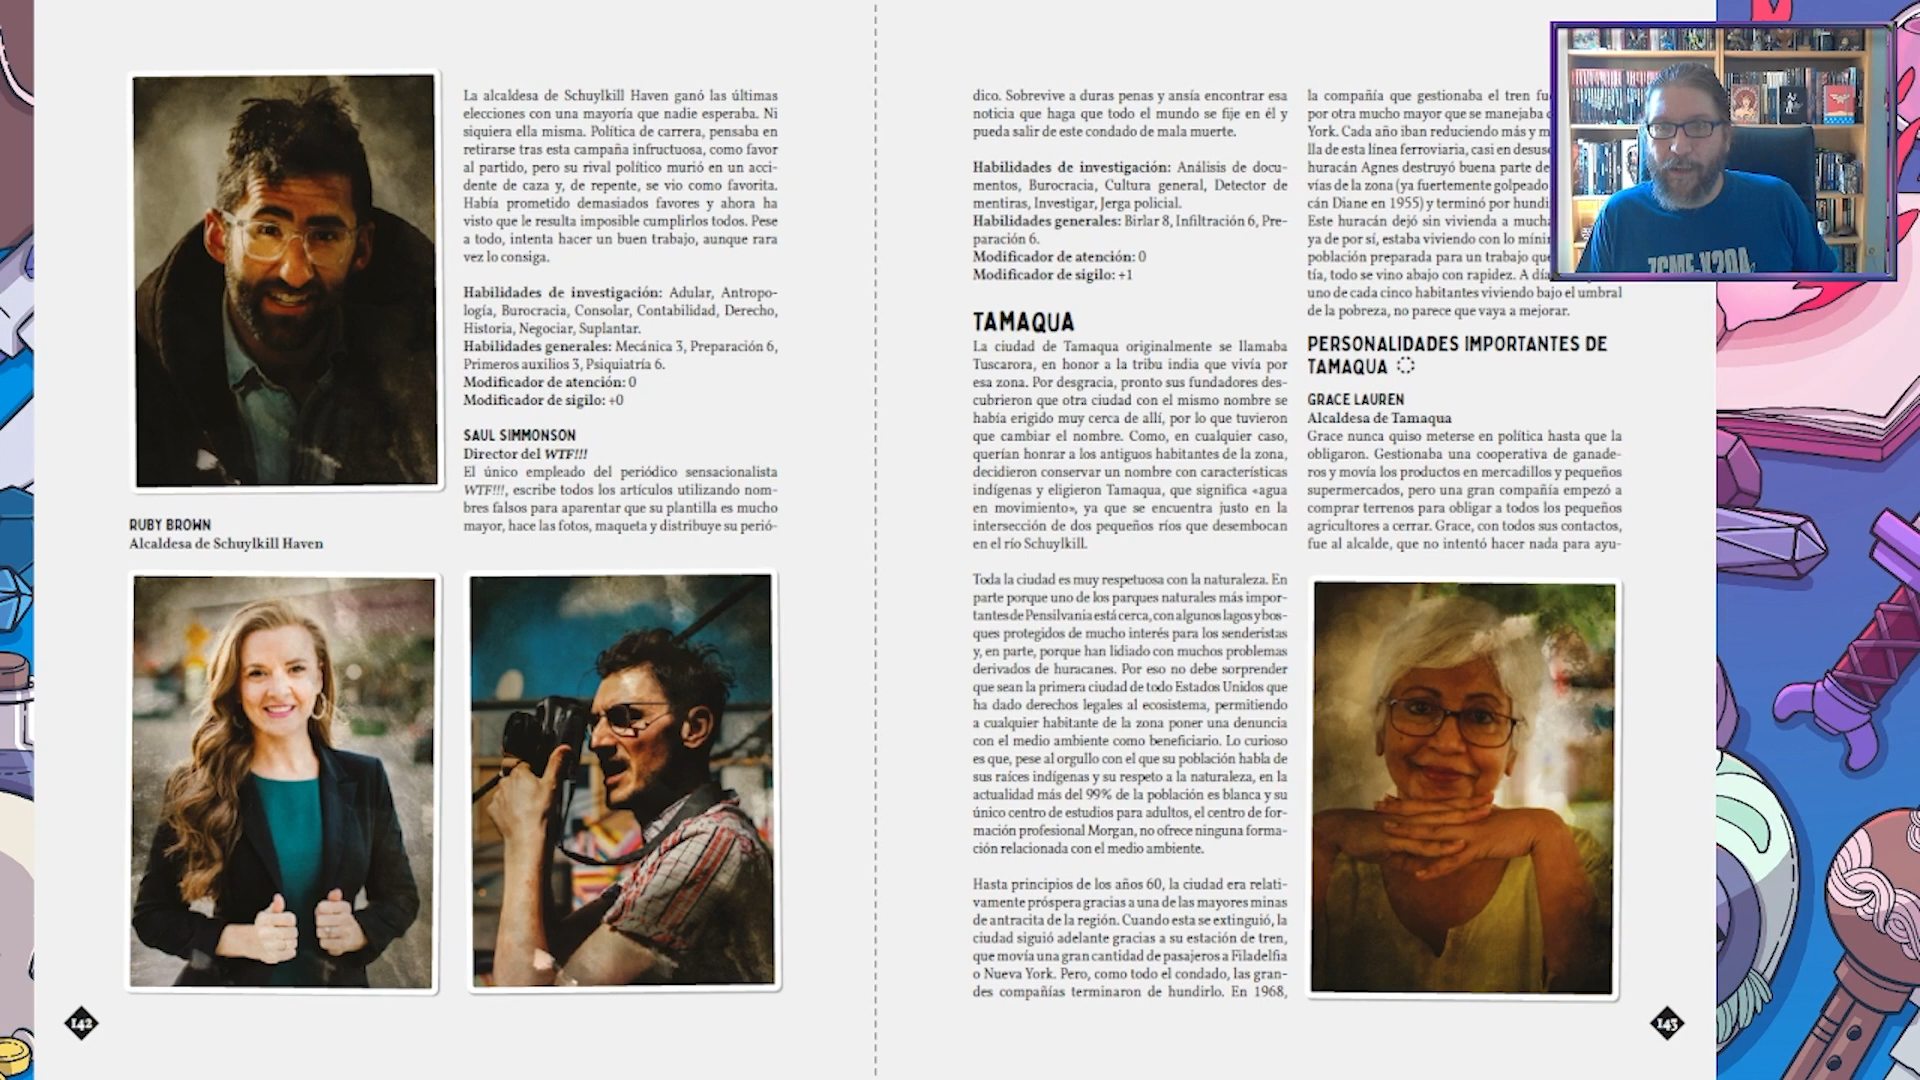 RUBY BROWN
Alcaldesa de Schuylkill Haven
La alcaldesa de Schuylkill Haven ganó las últimas
elecciones con una mayoría que nadie esperaba. Ni
siquiera ella misma. Política de carrera, pensaba en
retirarse tras esta campaña infructuosa, como favor
al partido, pero su rival político murió en un acci-
dente de caza y, de repente, se vio como favorita.
Había prometido demasiados favores y ahora ha
visto que le resulta imposible cumplirlos todos. Pese
a todo, intenta hacer un buen trabajo, aunque rara
vez lo consiga.
Habilidades de investigación: Adular, Antropo-
logía, Burocracia, Consolar, Contabilidad, Derecho,
Historia, Negociar, Suplantar.
Habilidades generales: Mecánica 3, Preparación 6,
Primeros auxilios 3, Psiquiatría 6.
Modificador de atención: 0
Modificador de sigilo: +0
SAUL SIMMONSON
Director del WTF!!!
El único empleado del periódico sensacionalista
WTF!!!, escribe todos los artículos utilizando nom-
bres falsos para aparentar que su plantilla es mucho
mayor, hace las fotos, maqueta y distribuye su perió-
142
dico. Sobrevive a duras penas y ansía encontrar esa
noticia que haga que todo el mundo se fije en él y
pueda salir de este condado de mala muerte.
Habilidades de investigación: Análisis de docu-
mentos, Burocracia, Cultura general, Detector de
mentiras, Investigar, Jerga policial.
Habilidades generales: Birlar 8, Infiltración 6, Pre-
paración 6.
Modificador de atención: 0
Modificador de sigilo: +1
TAMAQUA
La ciudad de Tamaqua originalmente se llamaba
Tuscarora, en honor a la tribu india que vivía por
esa zona. Por desgracia, pronto sus fundadores des-
cubrieron que otra ciudad con el mismo nombre se
había erigido muy cerca de allí, por lo que tuvieron
que cambiar el nombre. Como, en cualquier caso,
querían honrar a los antiguos habitantes de la zona,
decidieron conservar un nombre con características
indígenas y eligieron Tamaqua, que significa «agua
en movimiento», ya que se encuentra justo en la
intersección de dos pequeños ríos que desembocan
en el río Schuylkill.
Toda la ciudad es muy respetuosa con la naturaleza. En
parte porque uno de los parques naturales más impor-
tantes de Pensilvania está cerca, con algunos lagos y bos-
ques protegidos de mucho interés para los senderistas
y, en parte, porque han lidiado con muchos problemas
derivados de huracanes. Por eso no debe sorprender
que sean la primera ciudad de todo Estados Unidos que
ha dado derechos legales al ecosistema, permitiendo
a cualquier habitante de la zona poner una denuncia
con el medio ambiente como beneficiario. Lo curioso
es que, pese al orgullo con el que su población habla de
sus raíces indígenas y su respeto a la naturaleza, en la
actualidad más del 99% de la población es blanca y su
único centro de estudios para adultos, el centro de for-
mación profesional Morgan, no ofrece ninguna forma-
ción relacionada con el medio ambiente.
Hasta principios de los años 60, la ciudad era relati-
vamente próspera gracias a una de las mayores minas
de antracita de la región. Cuando esta se extinguió, la
ciudad siguió adelante gracias a su estación de tren,
que movía una gran cantidad de pasajeros a Filadelfia
o Nueva York. Pero, como todo el condado, las gran-
des compañías terminaron de hundirlo. En 1968,
la compañía que gestionaba el tren
por otra mucho mayor que se manejaba
York. Cada año iban reduciendo más y
lla de esta línea ferroviaria, casi en
huracán Agnes destruyó buena parte de
vías de la zona (ya fuertemente golpeado
cán Diane en 1955) y terminó por
Este huracán dejó sin vivienda a
ya de por sí, estaba viviendo con lo
población preparada para un trabajo que
tía, todo se vino abajo con rapidez. A
uno de cada cinco habitantes viviendo bajo el umbral
de la pobreza, no parece que vaya a mejorar.
PERSONALIDADES IMPORTANTES DE
TAMAQUA
GRACE LAUREN
Alcaldesa de Tamaqua
Grace nunca quiso meterse en política hasta que la
obligaron. Gestionaba una cooperativa de ganade-
ros y movía los productos en mercadillos y pequeños
supermercados, pero una gran compañía empezó a
comprar terrenos para obligar a todos los pequeños
agricultores a cerrar. Grace, con todos sus contactos,
fue al alcalde, que no intentó hacer nada para ayu-
143